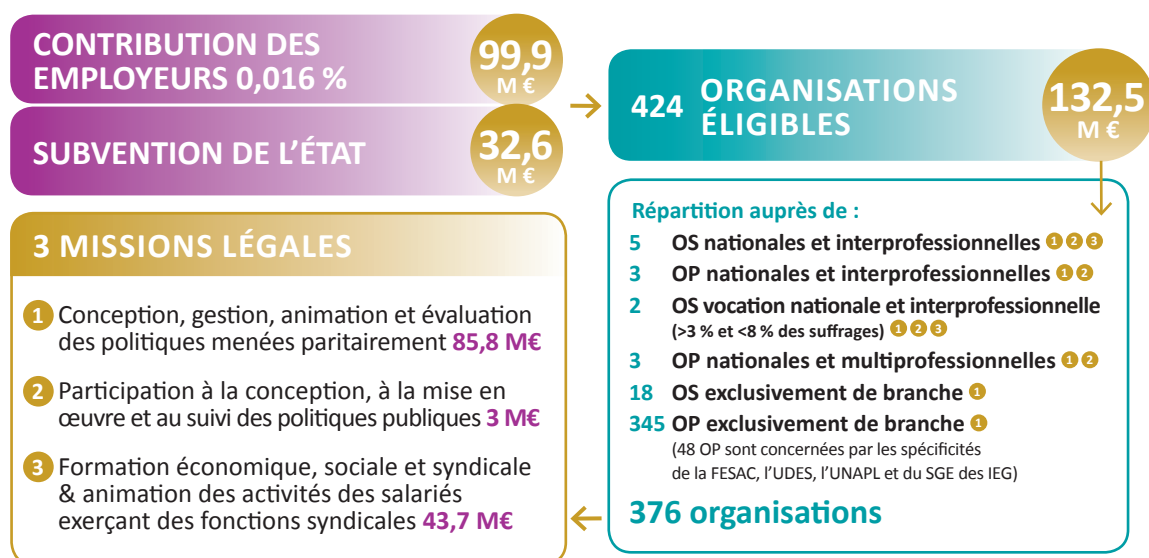 CONTRIBUTION DES
EMPLOYEURS 0,016 %
99,9
M €
SUBVENTION DE L'ÉTAT
32,6
M €
424 ORGANISATIONS
ÉLIGIBLES
132,5
M €
Répartition auprès de :
5 OS nationales et interprofessionnelles 1 2 3
3 OP nationales et interprofessionnelles 1 2
2 OS vocation nationale et interprofessionnelle
(>3 % et <8 % des suffrages) 1 2 3
3 OP nationales et multiprofessionnelles 1 2
18 OS exclusivement de branche 1
345 OP exclusivement de branche 1
(48 OP sont concernées par les spécificités
de la FESAC, l'UDES, l'UNAPL et du SGE des IEG)
376 organisations
3 MISSIONS LÉGALES
1 Conception, gestion, animation et évaluation
des politiques menées paritairement 85,8 M€
2 Participation à la conception, à la mise en
œuvre et au suivi des politiques publiques 3 M€
3 Formation économique, sociale et syndicale
& animation des activités des salariés
exerçant des fonctions syndicales 43,7 M€